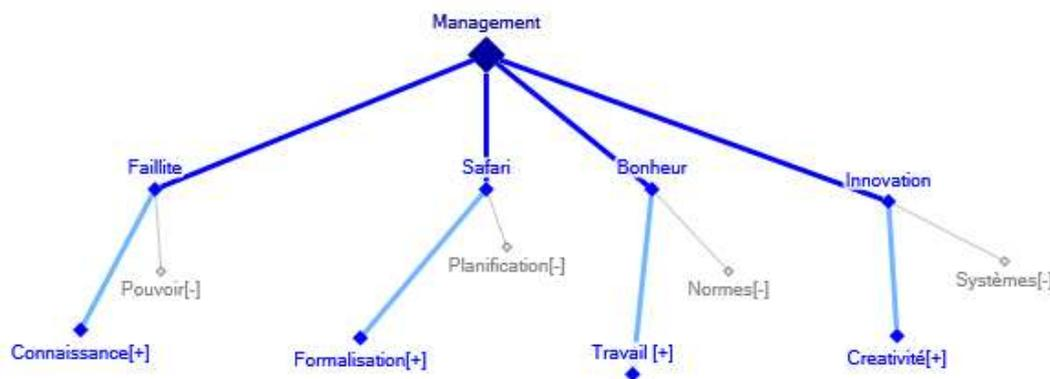 Management
Faillite
Safari
Bonheur
Innovation
Pouvoir[-]
Planification[-]
Normes[-]
Systèmes[-]
Connaissance[+]
Formalisation[+]
Travail [+]
Creativité[+]